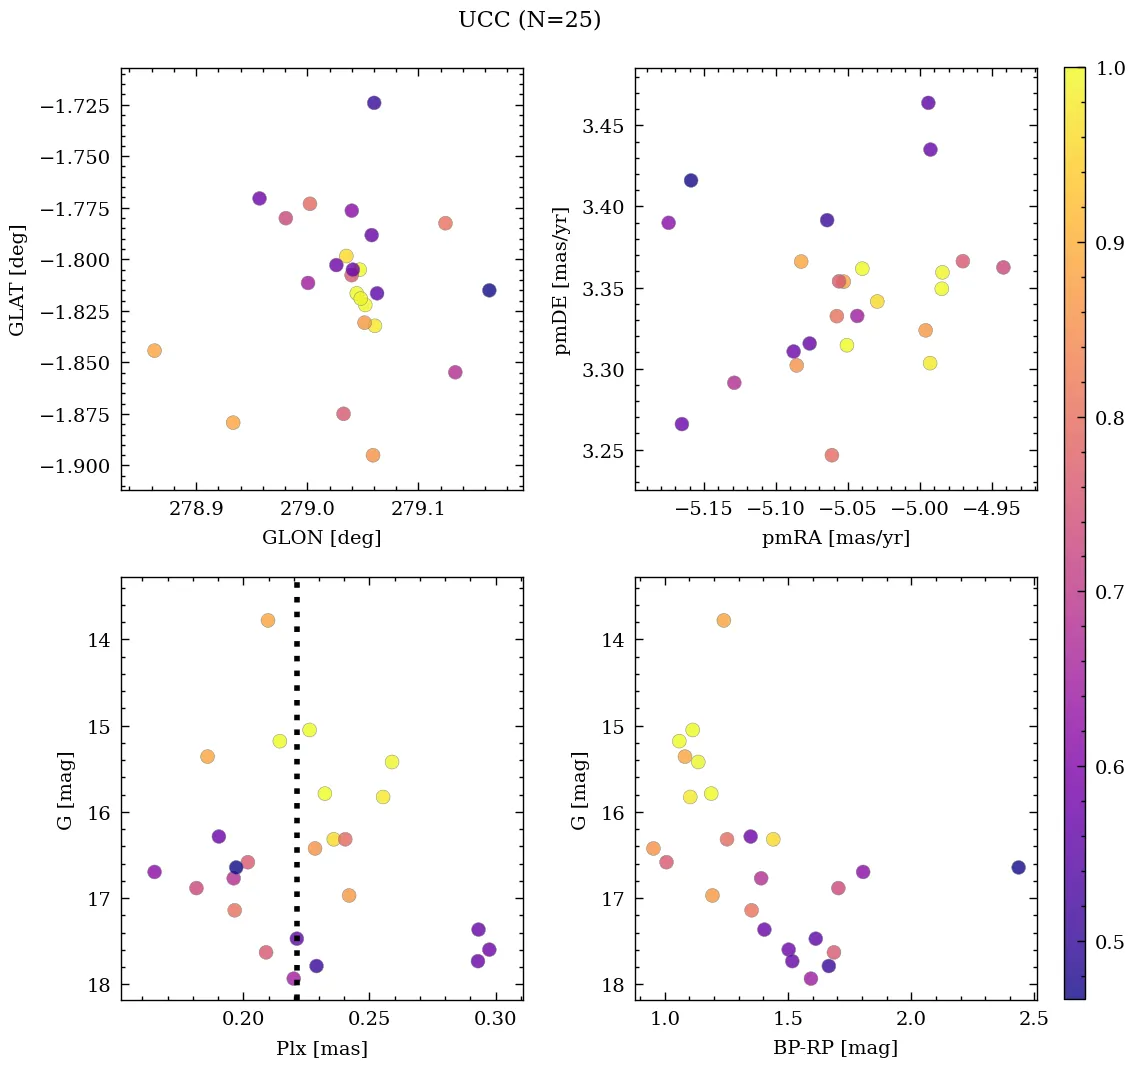 UCC (N=25)
−1.725
−1.750
−1.775
−1.800
−1.825
−1.850
−1.875
−1.900
GLAT [deg]
278.9 279.0 279.1
GLON [deg]
3.45
3.40
3.35
3.30
3.25
pmDE [mas/yr]
−5.15 −5.10 −5.05 −5.00 −4.95
pmRA [mas/yr]
14
15
16
17
18
G [mag]
0.20 0.25 0.30
Plx [mas]
14
15
16
17
18
G [mag]
1.0 1.5 2.0 2.5
BP-RP [mag]
1.0
0.9
0.8
0.7
0.6
0.5